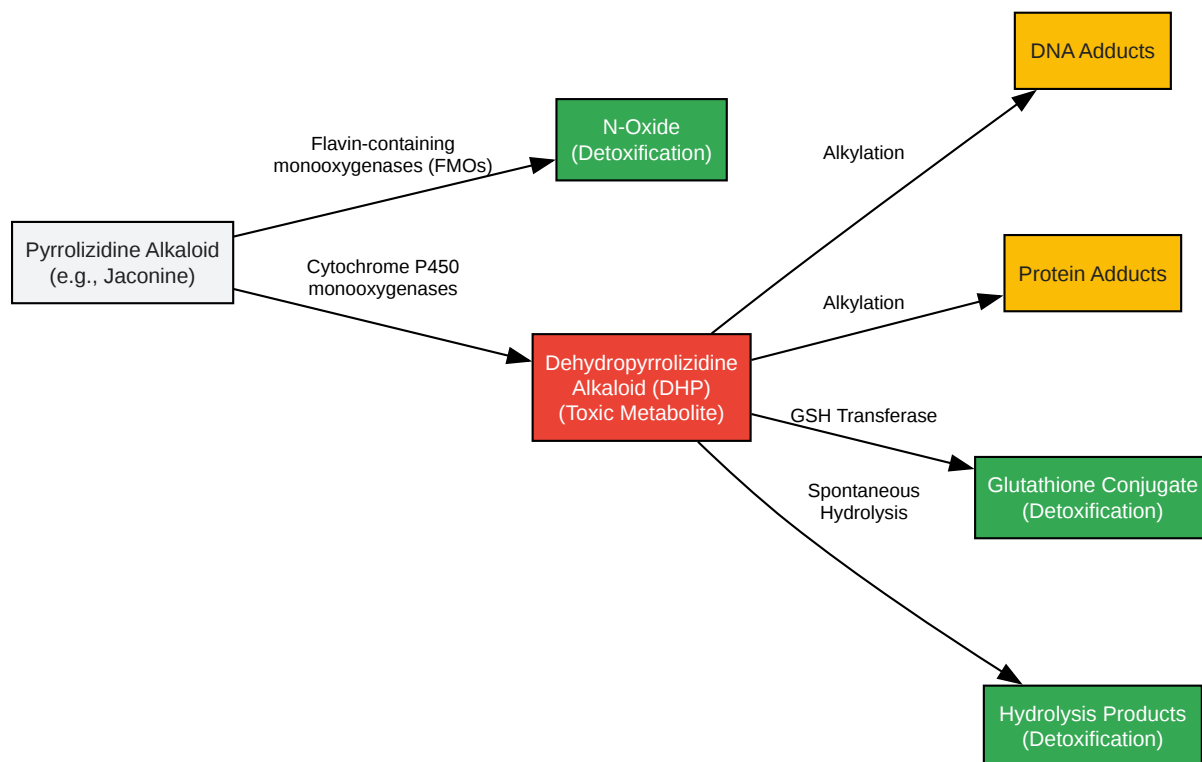 DNA Adducts
N-Oxide
(Detoxification)
Flavin-containing
monooxygenases (FMOs)
Alkylation
Pyrrolizidine Alkaloid
(e.g., Jaconine)
Cytochrome P450
monooxygenases
Protein Adducts
Alkylation
Dehydropyrrolizidine
Alkaloid (DHP)
(Toxic Metabolite)
GSH Transferase
Glutathione Conjugate
(Detoxification)
Spontaneous
Hydrolysis
Hydrolysis Products
(Detoxification)